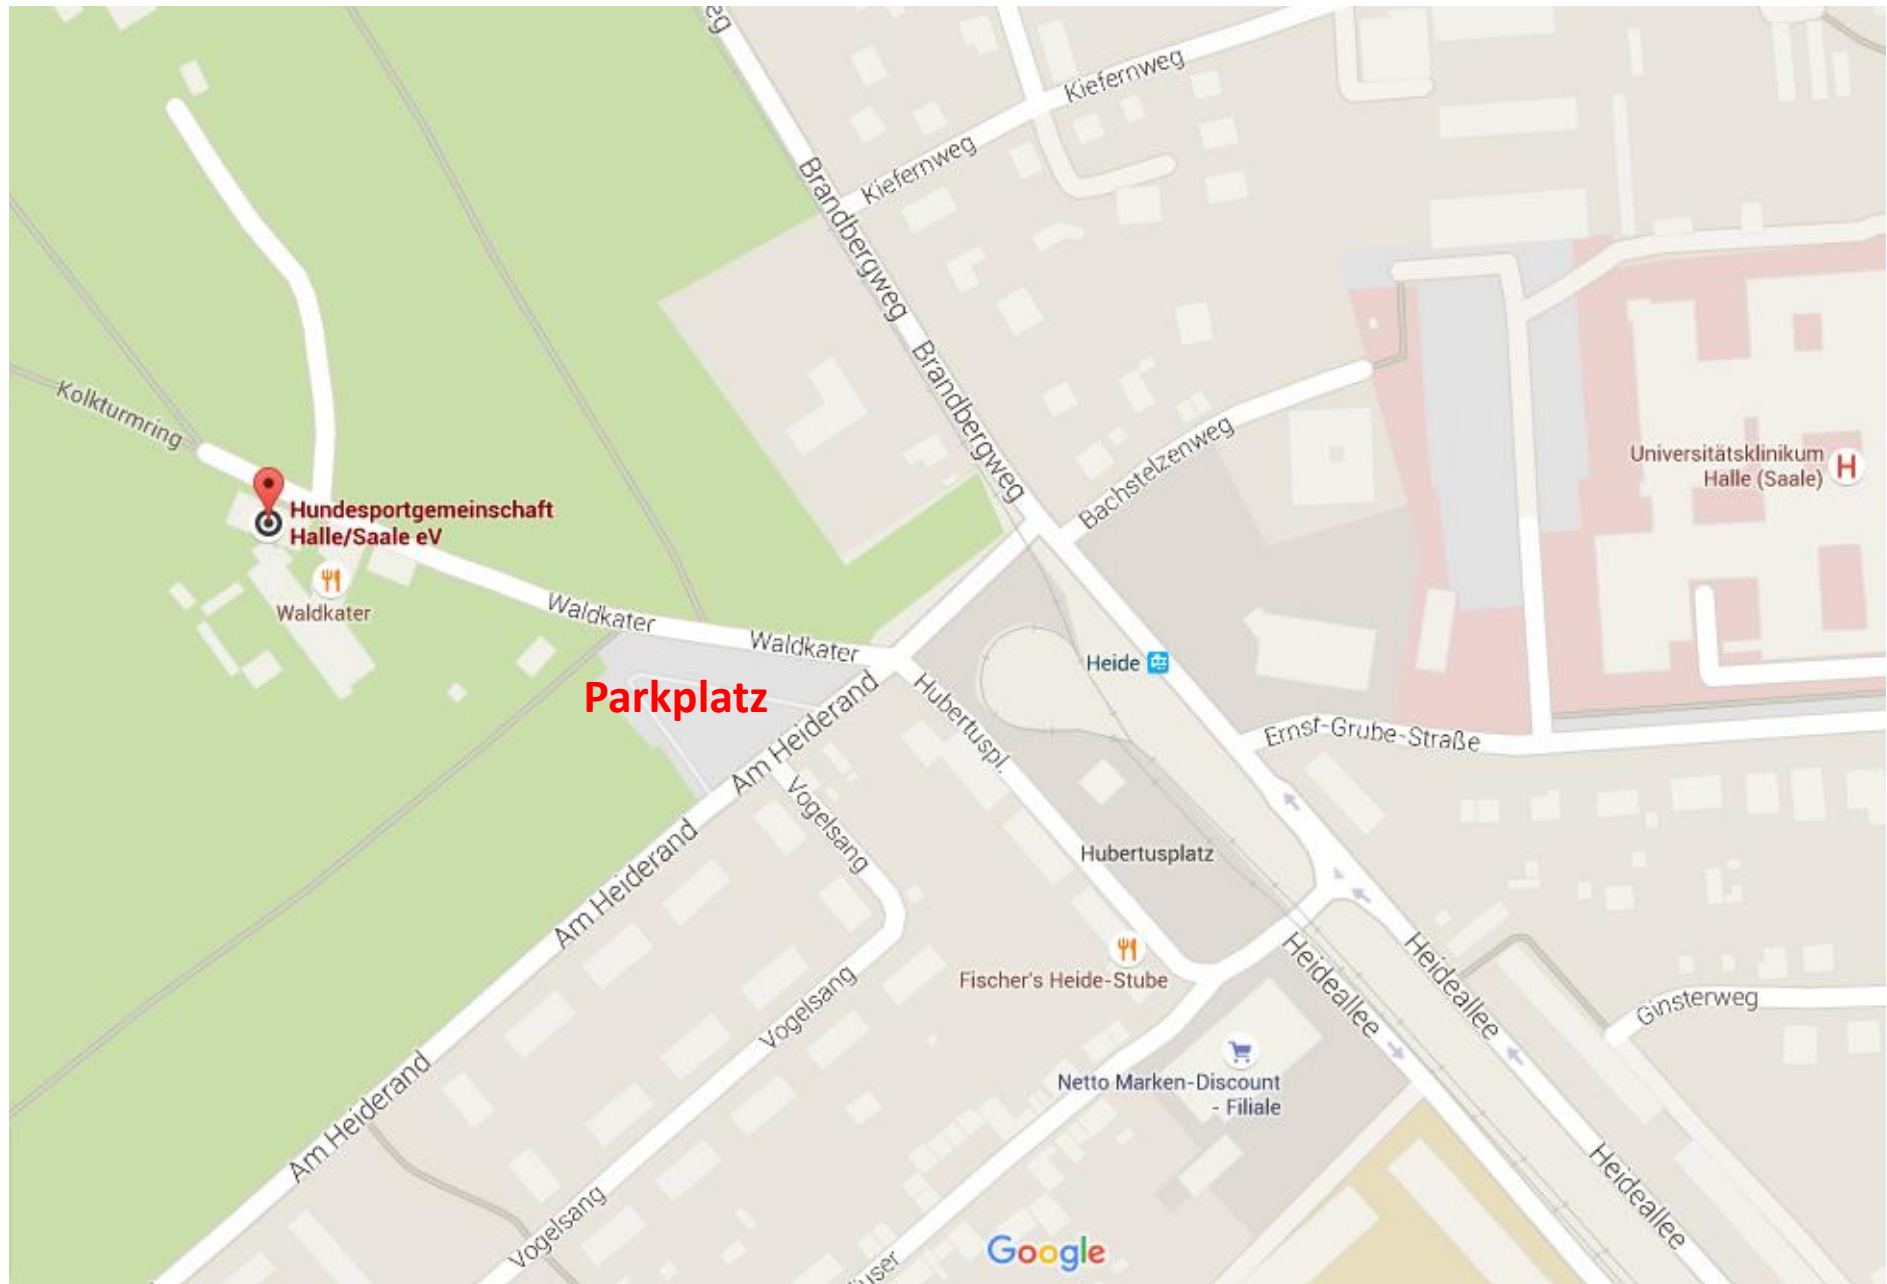 Kiefernweg
Kiefernweg
Brandbergweg
Brandbergweg
Kolkturmring
Bachstelzenweg
Universitätsklinikum
Halle (Saale)
H
Hundesportgemeinschaft
Halle/Saale eV
Waldkater
Waldkater
Waldkater
Heide
Parkplatz
Hubertuspl.
Ernst-Grube-Straße
Am Heiderand
Vogelsang
Hubertusplatz
Am Heiderand
Fischer's Heide-Stube
Heideallee
Heideallee
Vogelsang
Ginsterweg
Netto Marken-Discount
- Filiale
Am Heiderand
Heideallee
Vogelsang
Google